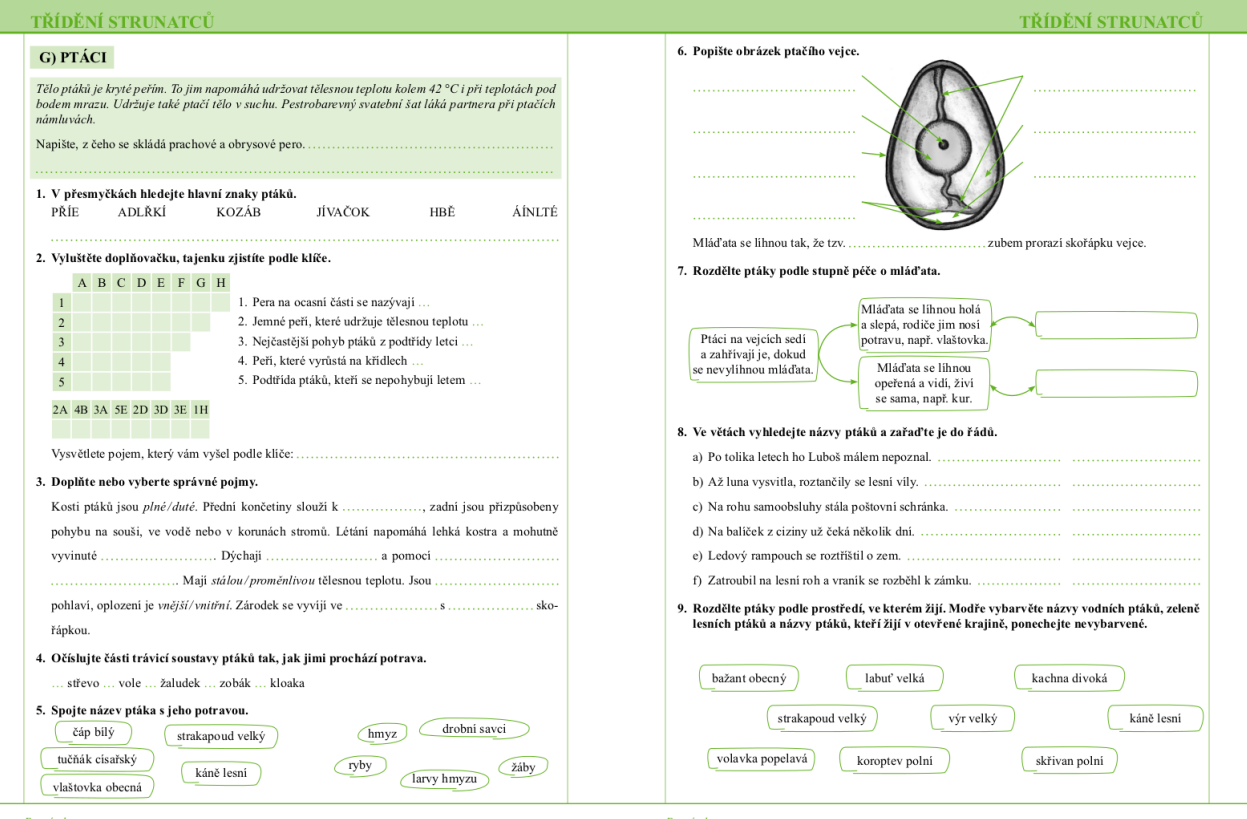 TŘÍDĚNÍ STRUNATCŮ
G) PTÁCI
Tělo ptáků je kryté peřím. To jim napomáhá udržovat tělesnou teplotu kolem 42 °C i při teplotách pod
bodem mrazu. Udržuje také ptačí tělo v suchu. Pestrobarevný svatební šat láká partnera při ptačích
námluvách.
Napište, z čeho se skládá prachové a obrysové pero.
1. V přesmyčkách hledejte hlavní znaky ptáků.
PŘÍE ADLŘKÍ KOZÁB JÍVAČOK HBĚ ÁÍNLTÉ
2. Vyluštěte doplňovačku, tajenku zjistíte podle klíče.
A B C D E F G H
1 1. Pera na ocasní části se nazývají …
2 2. Jemné peří, které udržuje tělesnou teplotu …
3 3. Nejčastější pohyb ptáků z podtřídy letci …
4 4. Peří, které vyrůstá na křídlech …
5 5. Podtřída ptáků, kteří se nepohybují letem …
2A 4B 3A 5E 2D 3D 3E 1H
Vysvětlete pojem, který vám vyšel podle klíče:
3. Doplňte nebo vyberte správné pojmy.
Kosti ptáků jsou plné/duté. Přední končetiny slouží k ................, zadní jsou přizpůsobeny
pohybu na souši, ve vodě nebo v korunách stromů. Létání napomáhá lehká kostra a mohutně
vyvinuté ....................... Dýchají ...................... a pomocí .........................
.......................... Mají stálou/proměnlivou tělesnou teplotu. Jsou .........................
pohlaví, oplození je vnější/vnitřní. Zárodek se vyvíjí ve ................... s .................. sko-
řápkou.
4. Očíslujte části trávicí soustavy ptáků tak, jak jimi prochází potrava.
… střevo … vole … žaludek … zobák … kloaka
5. Spojte název ptáka s jeho potravou.
čáp bílý
strakapoud velký
hmyz
drobní savci
tučňák císařský
káně lesní
ryby
žáby
vlaštovka obecná
larvy hmyzu
TŘÍDĚNÍ STRUNATCŮ
6. Popište obrázek ptačího vejce.
Mláďata se líhnou tak, že tzv. ............................ zubem prorazí skořápku vejce.
7. Rozdělte ptáky podle stupně péče o mláďata.
Ptáci na vejcích sedí
a zahřívají je, dokud
se nevylíhnou mláďata.
Mláďata se líhnou holá
a slepá, rodiče jim nosí
potravu, např. vlaštovka.
Mláďata se líhnou
opeřená a vidí, živí
se sama, např. kur.
8. Ve větách vyhledejte názvy ptáků a zařaďte je do řádů.
a) Po tolika letech ho Luboš málem nepoznal.
b) Až luna vysvitla, roztančily se lesní víly.
c) Na rohu samoobsluhy stála poštovní schránka.
d) Na balíček z ciziny už čeká několik dní.
e) Ledový rampouch se roztříštil o zem.
f) Zatroubil na lesní roh a vraník se rozběhl k zámku.
9. Rozdělte ptáky podle prostředí, ve kterém žijí. Modře vybarvěte názvy vodních ptáků, zeleně
lesních ptáků a názvy ptáků, kteří žijí v otevřené krajině, ponechejte nevybarvené.
bažant obecný
labuť velká
kachna divoká
strakapoud velký
výr velký
káně lesní
volavka popelavá
koroptev polní
skřivan polní